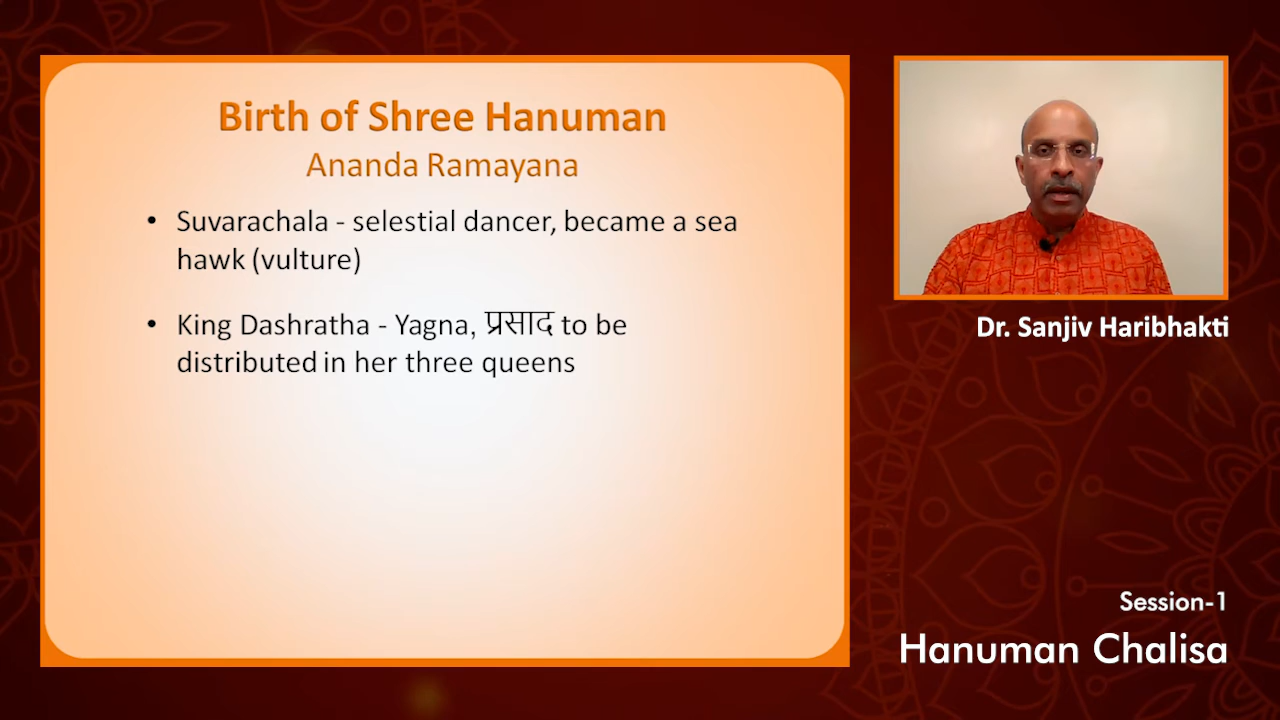 Birth of Shree Hanuman
Ananda Ramayana
• Suvarachala - selestial dancer, became a sea
hawk (vulture)
• King Dashratha - Yagna, प्रसाद to be
distributed in her three queens
Dr. Sanjiv Haribhakti
Session-1
Hanuman Chalisa